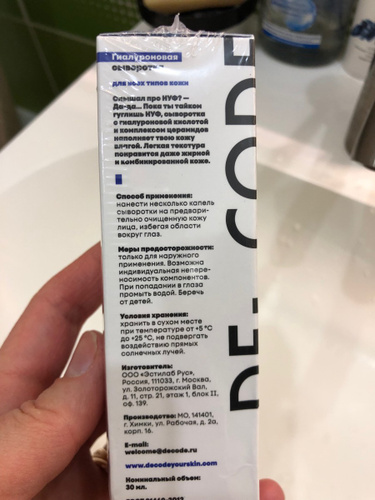 Гиалуроновая
сыворотка
для всех типов кожи
Слышал про НУФ? –
Да-да... Пока ты тайком
гуглишь НУФ, сыворотка
с гиалуроновой кислотой
и комплексом церамидов
наполняет твою кожу
влагой. Легкая текстура
понравится даже жирной
и комбинированной коже.
Способ применения:
нанести несколько капель
сыворотки на предвари-
тельно очищенную кожу
лица, избегая области
вокруг глаз.
Меры предосторожности:
только для наружного
применения. Возможна
индивидуальная непере-
носимость компонентов.
При попадании в глаза
промыть водой. Беречь
от детей.
Условия хранения:
хранить в сухом месте
при температуре от +5 °C
до +25 °C, не подвергать
воздействию прямых
солнечных лучей.
Изготовитель:
ООО «Эстилаб Рус»,
Россия, 111033, г. Москва,
ул. Золоторожский Вал,
д. 11, стр. 21, этаж 1, блок II,
оф. 139.
Производство: МО, 141401,
г. Химки, ул. Рабочая, д. 2а,
корп. 16.
E-mail:
welcome@decode.ru
www.decodeyourskin.com
Номинальный объем:
30 мл.
DE. CODE